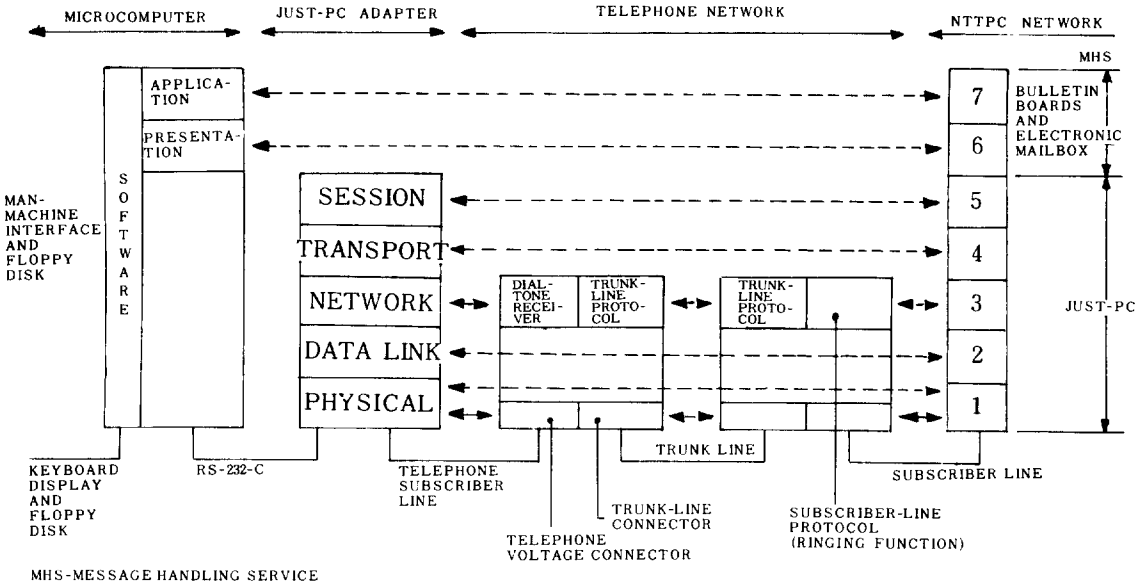 MICROCOMPUTER
JUST-PC ADAPTER
TELEPHONE NETWORK
NTTPC NETWORK
MHS
APPLICA-
TION
PRESENTA-
TION
SOFTWARE
MAN-
MACHINE
INTERFACE
AND
FLOPPY
DISK
SESSION
TRANSPORT
NETWORK
DATA LINK
PHYSICAL
DIAL-
TONE
RECEI-
VER
TRUNK-
LINE
PROTO-
COL
TRUNK-
LINE
PROTO-
COL
7
6
5
4
3
2
1
BULLETIN
BOARDS
AND
ELECTRONIC
MAILBOX
JUST-PC
KEYBOARD
DISPLAY
AND
FLOPPY
DISK
RS-232-C
TELEPHONE
SUBSCRIBER
LINE
TRUNK LINE
SUBSCRIBER LINE
TRUNK-LINE
CONNECTOR
TELEPHONE
VOLTAGE CONNECTOR
SUBSCRIBER-LINE
PROTOCOL
(RINGING FUNCTION)
MHS-MESSAGE HANDLING SERVICE